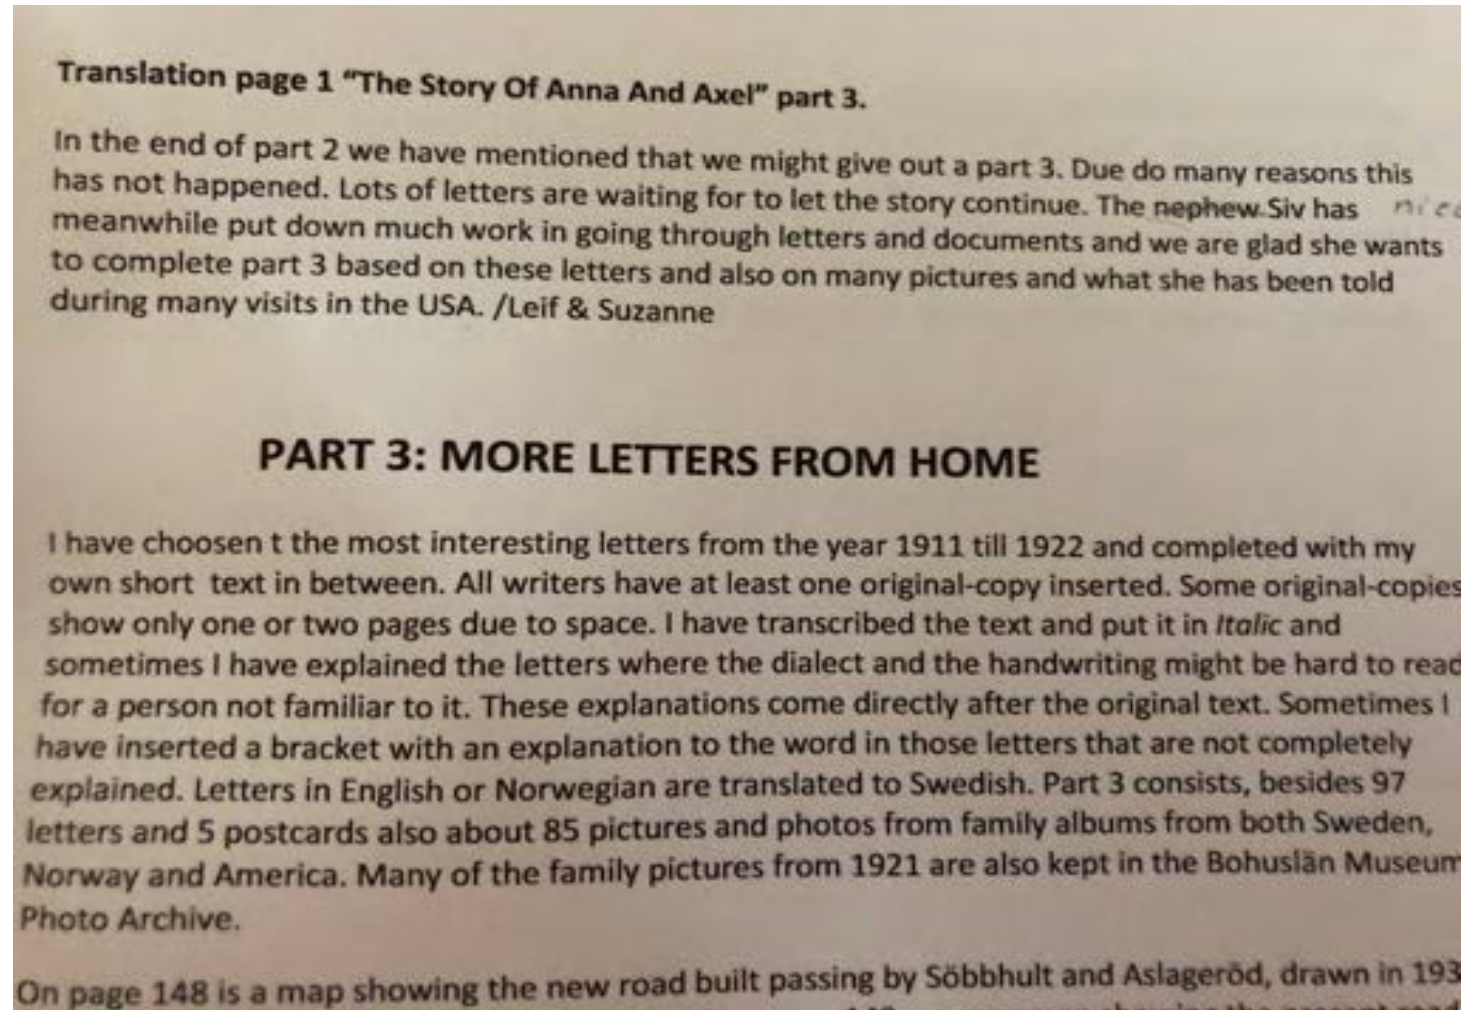 Translation page 1 “The Story Of Anna And Axel” part 3.
In the end of part 2 we have mentioned that we might give out a part 3. Due do many reasons this
has not happened. Lots of letters are waiting for to let the story continue. The nephew Siv has
meanwhile put down much work in going through letters and documents and we are glad she wants
to complete part 3 based on these letters and also on many pictures and what she has been told
during many visits in the USA. /Leif & Suzanne
PART 3: MORE LETTERS FROM HOME
I have choosen t the most interesting letters from the year 1911 till 1922 and completed with my
own short text in between. All writers have at least one original-copy inserted. Some original-copies
show only one or two pages due to space. I have transcribed the text and put it in Italic and
sometimes I have explained the letters where the dialect and the handwriting might be hard to read
for a person not familiar to it. These explanations come directly after the original text. Sometimes I
have inserted a bracket with an explanation to the word in those letters that are not completely
explained. Letters in English or Norwegian are translated to Swedish. Part 3 consists, besides 97
letters and 5 postcards also about 85 pictures and photos from family albums from both Sweden,
Norway and America. Many of the family pictures from 1921 are also kept in the Bohuslän Museum
Photo Archive.
On page 148 is a map showing the new road built passing by Söbbhult and Aslageröd, drawn in 193